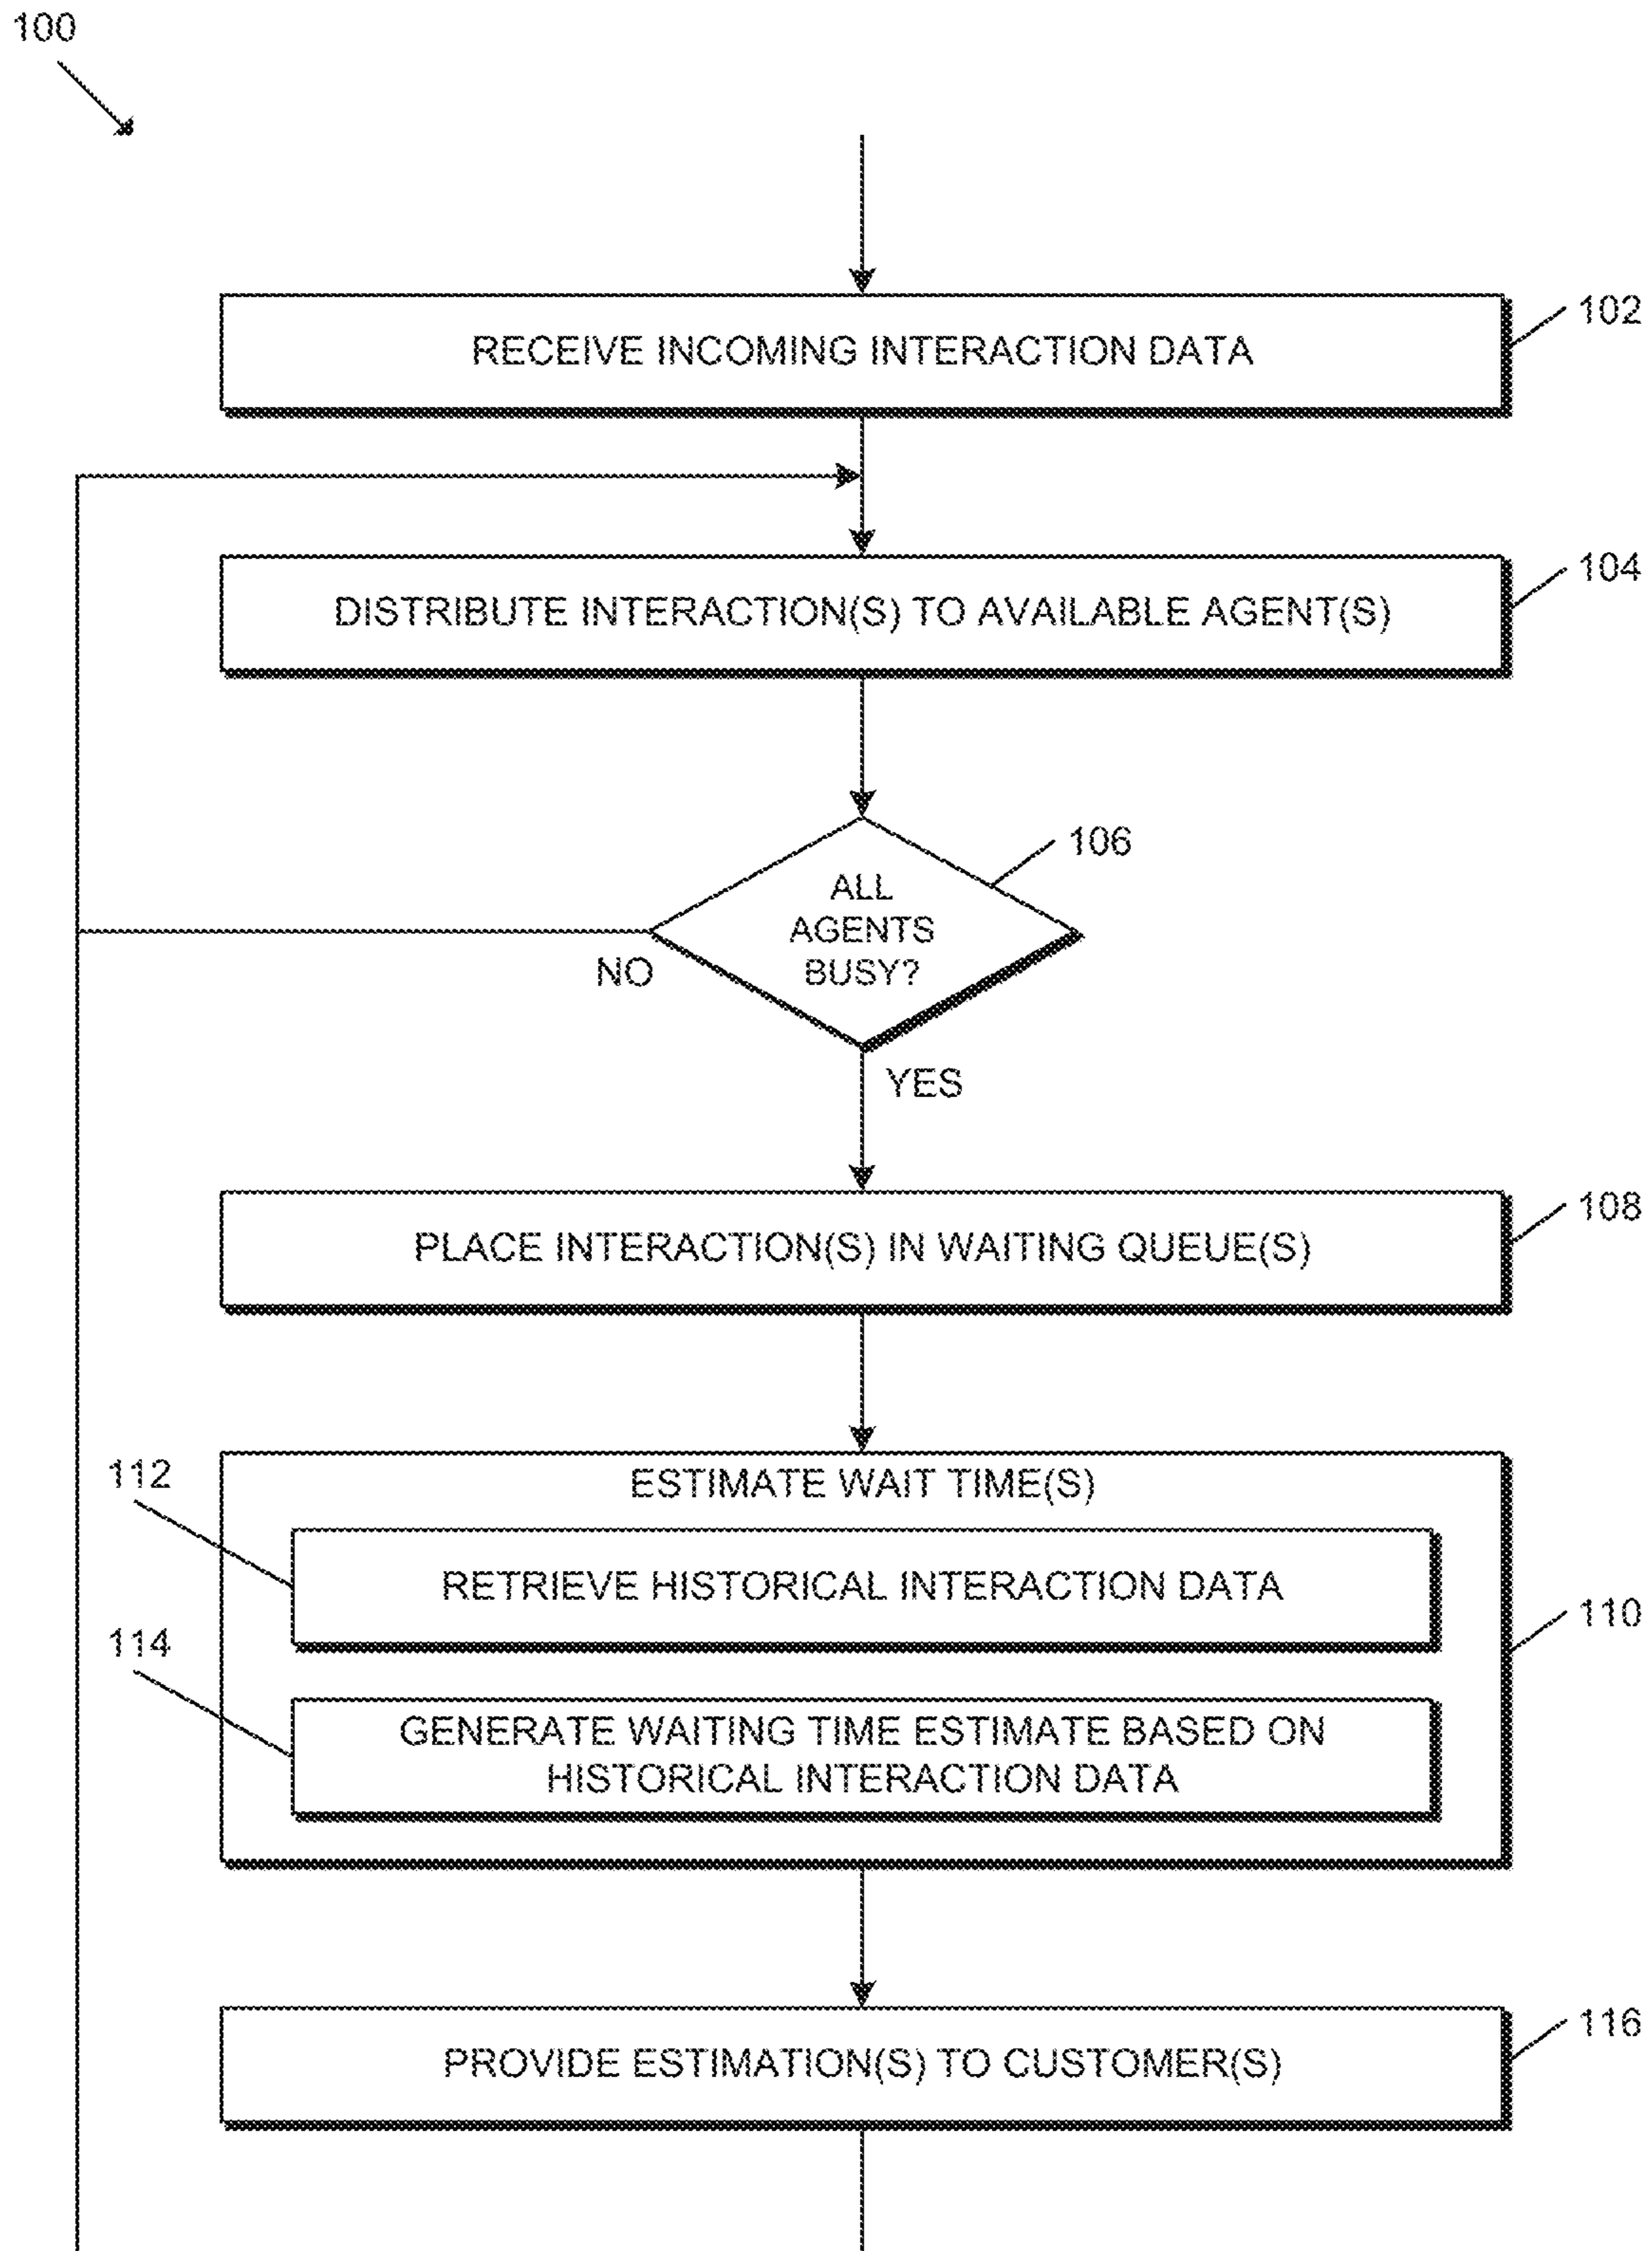 100
RECEIVE INCOMING INTERACTION DATA
102
DISTRIBUTE INTERACTION(S) TO AVAILABLE AGENT(S)
104
106
ALL
AGENTS
BUSY?
NO
YES
PLACE INTERACTION(S) IN WAITING QUEUE(S)
108
ESTIMATE WAIT TIME(S)
112
RETRIEVE HISTORICAL INTERACTION DATA
110
114
GENERATE WAITING TIME ESTIMATE BASED ON
HISTORICAL INTERACTION DATA
PROVIDE ESTIMATION(S) TO CUSTOMER(S)
116